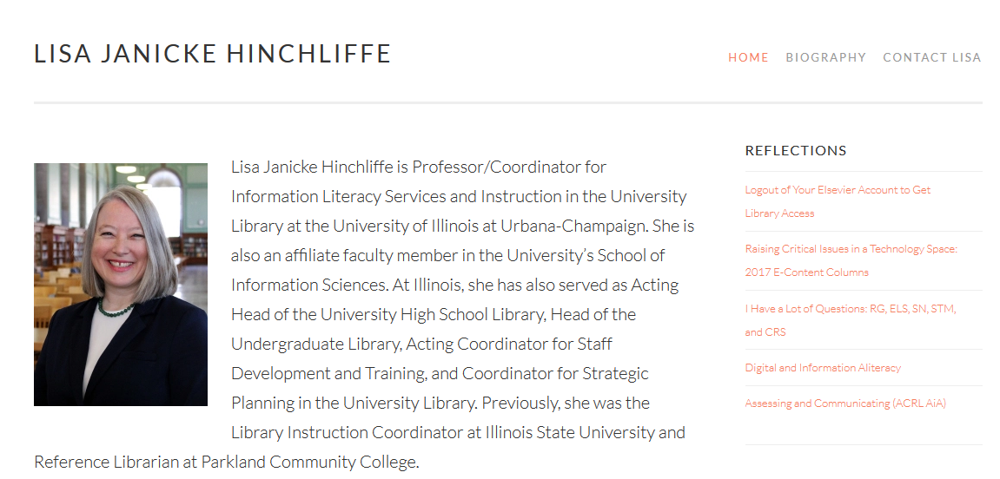 LISA JANICKE HINCHLIFFE
HOME BIOGRAPHY CONTACT LISA
Lisa Janicke Hinchliffe is Professor/Coordinator for
Information Literacy Services and Instruction in the University
Library at the University of Illinois at Urbana-Champaign. She is
also an affiliate faculty member in the University’s School of
Information Sciences. At Illinois, she has also served as Acting
Head of the University High School Library, Head of the
Undergraduate Library, Acting Coordinator for Staff
Development and Training, and Coordinator for Strategic
Planning in the University Library. Previously, she was the
Library Instruction Coordinator at Illinois State University and
Reference Librarian at Parkland Community College.
REFLECTIONS
Logout of Your Elsevier Account to Get
Library Access
Raising Critical Issues in a Technology Space:
2017 E-Content Columns
I Have a Lot of Questions: RG, ELS, SN, STM,
and CRS
Digital and Information Aliteracy
Assessing and Communicating (ACRL AiA)